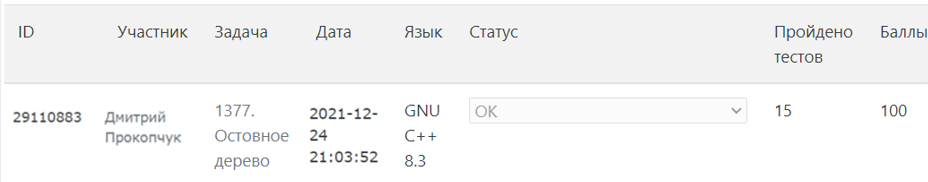 ID Участник Задача Дата Язык Статус Пройдено тестов Баллы
29110883 Дмитрий Прокопчук 1377. Остовное дерево 2021-12-24 21:03:52 GNU C++ 8.3 OK 15 100